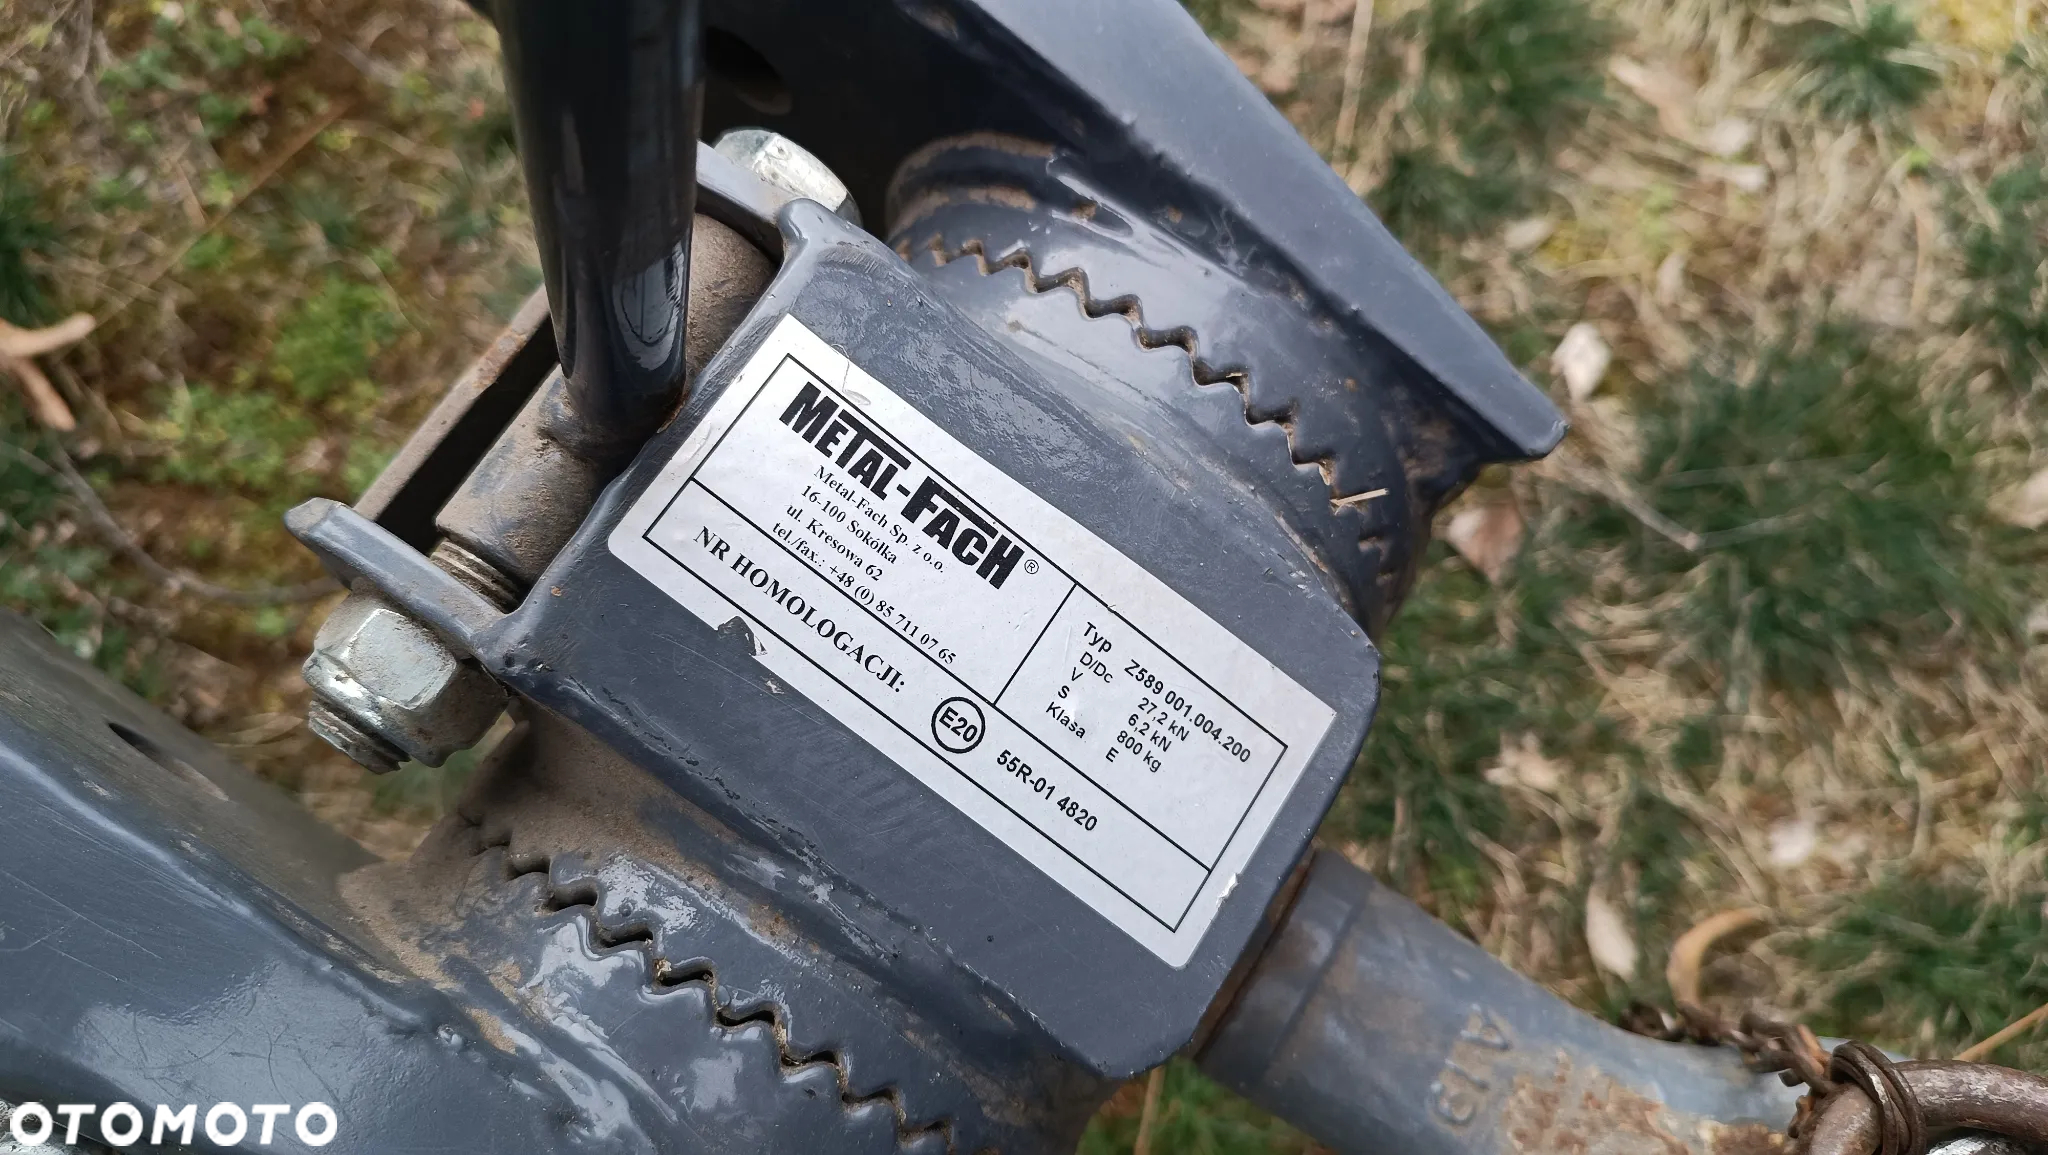 METAL-FACH®
Metal-Fach Sp. z o.o.
16-100 Sokółka
ul. Kresowa 62
tel./fax.: +48 (0) 85 711 07 65
Typ Z589 001.004.200
D/Dc 27,2 kN
V 6,2 kN
S 800 kg
Klasa E
NR HOMOLOGACJI: E20 55R-01 4820
OTOMOTO